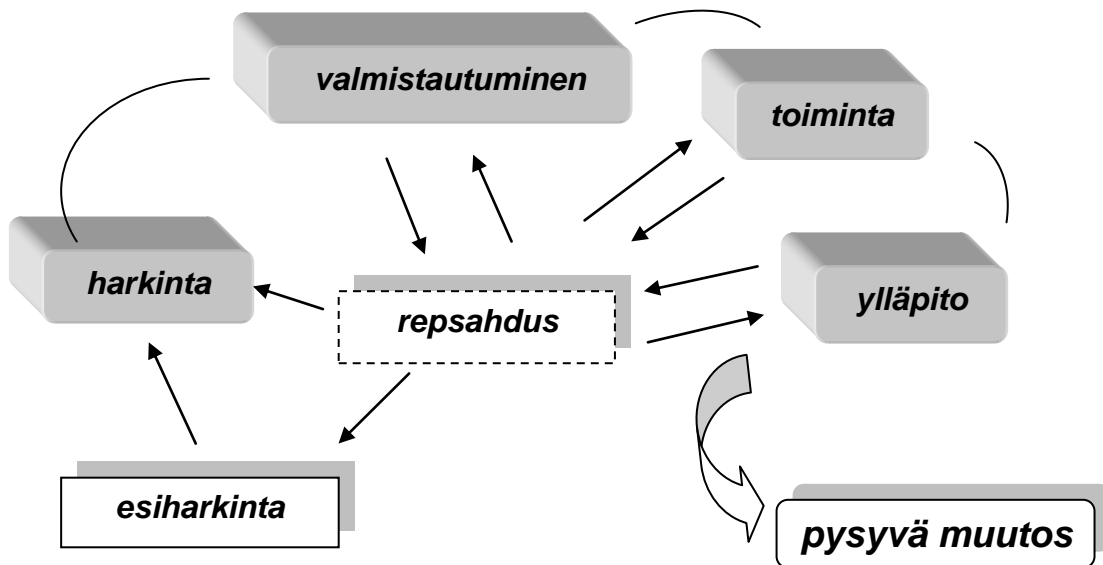 valmistautuminen
toiminta
harkinta
repsahdus
ylläpito
esiharkinta
pysyvä muutos